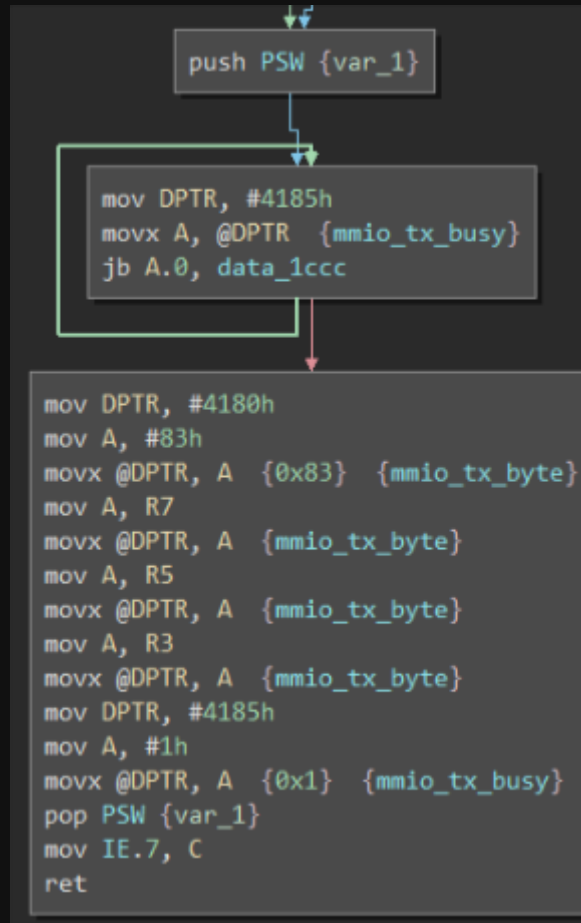 push PSW {var_1}
mov DPTR, #4185h
movx A, @DPTR  {mmio_tx_busy}
jb A.0, data_1ccc
mov DPTR, #4180h
mov A, #83h
movx @DPTR, A  {0x83}  {mmio_tx_byte}
mov A, R7
movx @DPTR, A  {mmio_tx_byte}
mov A, R5
movx @DPTR, A  {mmio_tx_byte}
mov A, R3
movx @DPTR, A  {mmio_tx_byte}
mov DPTR, #4185h
mov A, #1h
movx @DPTR, A  {0x1}  {mmio_tx_busy}
pop PSW {var_1}
mov IE.7, C
ret